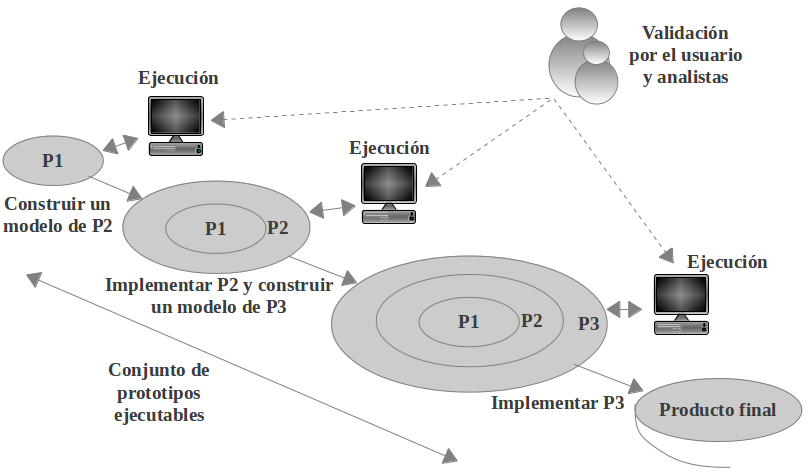 Validación
por el usuario
y analistas
Ejecución
P1
Ejecución
Construir un
modelo de P2
P1
P2
Ejecución
Implementar P2 y construir
un modelo de P3
P1
P2
P3
Conjunto de
prototipos
ejecutables
Implementar P3
Producto final